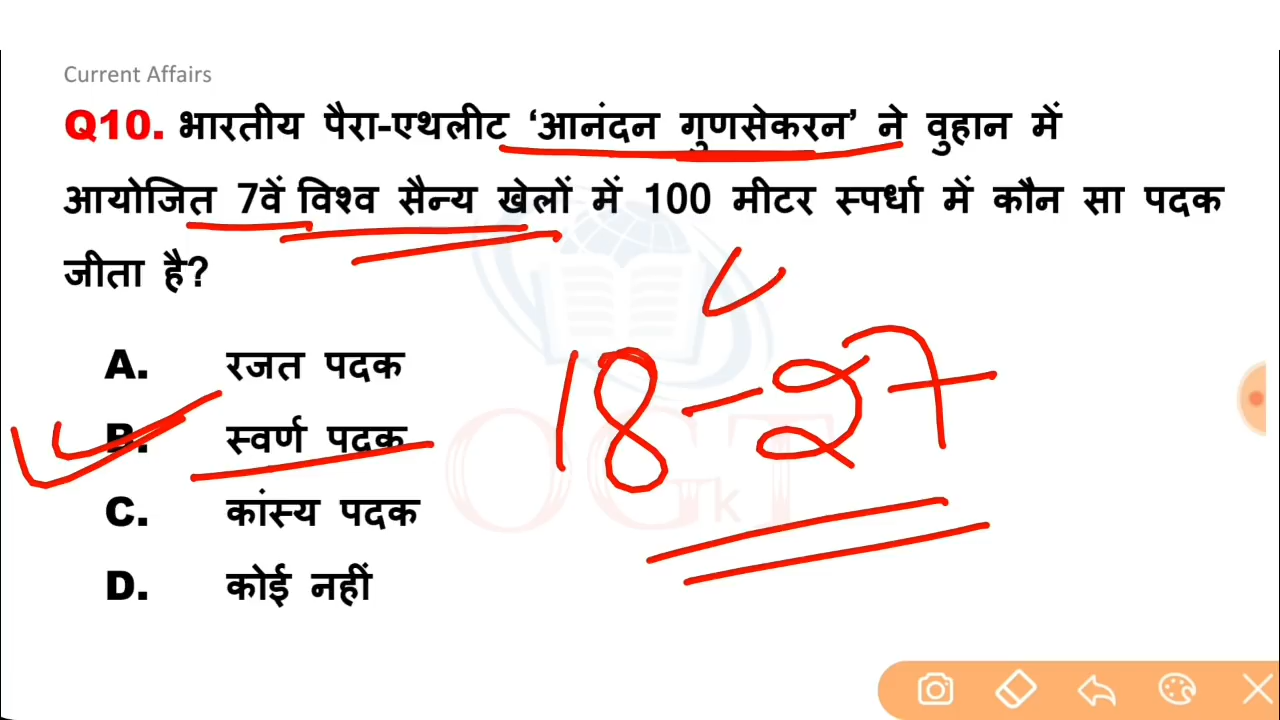 Current Affairs
Q10. भारतीय पैरा-एथलीट ‘आनंदन गुणसेकरन’ ने वुहान में
आयोजित 7वें विश्व सैन्य खेलों में 100 मीटर स्पर्धा में कौन सा पदक
जीता है?
A. रजत पदक
B. स्वर्ण पदक
C. कांस्य पदक
D. कोई नहीं
18-27
OGT
k